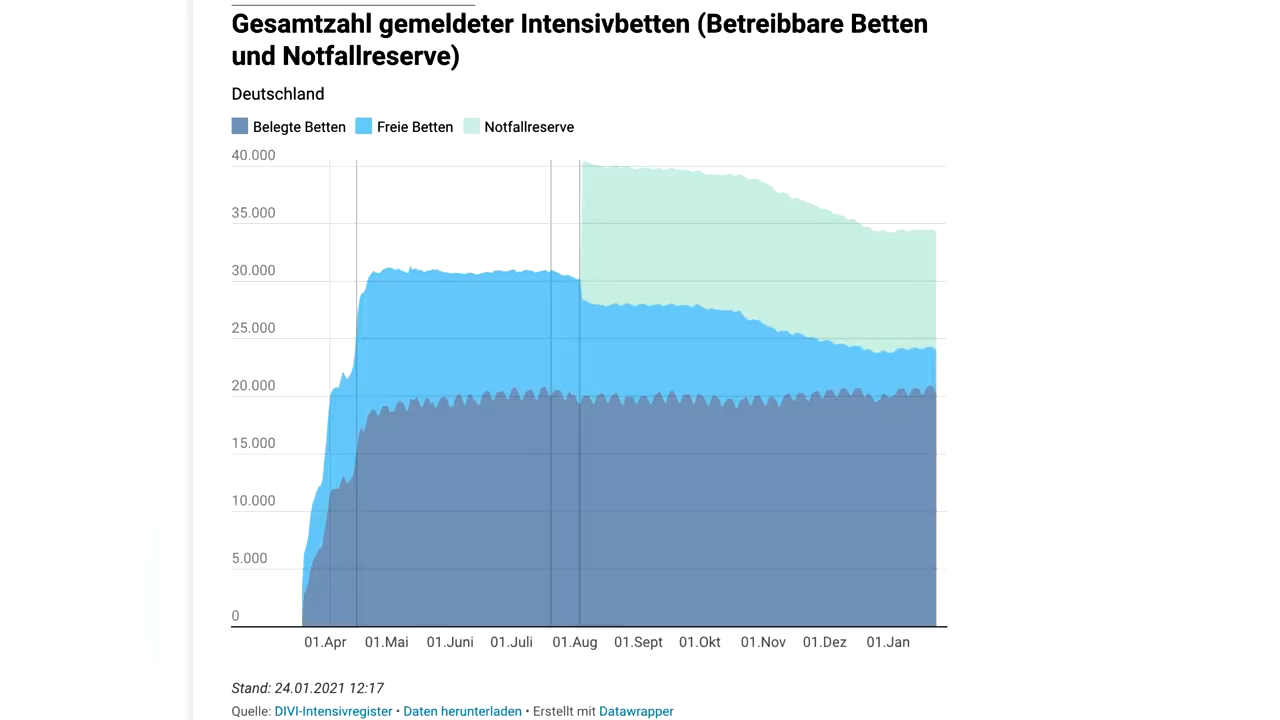 Gesamtzahl gemeldeter Intensivbetten (Betreibbare Betten
und Notfallreserve)
Deutschland
Belegte Betten Freie Betten Notfallreserve
40.000
35.000
30.000
25.000
20.000
15.000
10.000
5.000
0
01.Apr 01.Mai 01.Juni 01.Juli 01.Aug 01.Sept 01.Okt 01.Nov 01.Dez 01.Jan
Stand: 24.01.2021 12:17
Quelle: DIVI-Intensivregister • Daten herunterladen • Erstellt mit Datawrapper